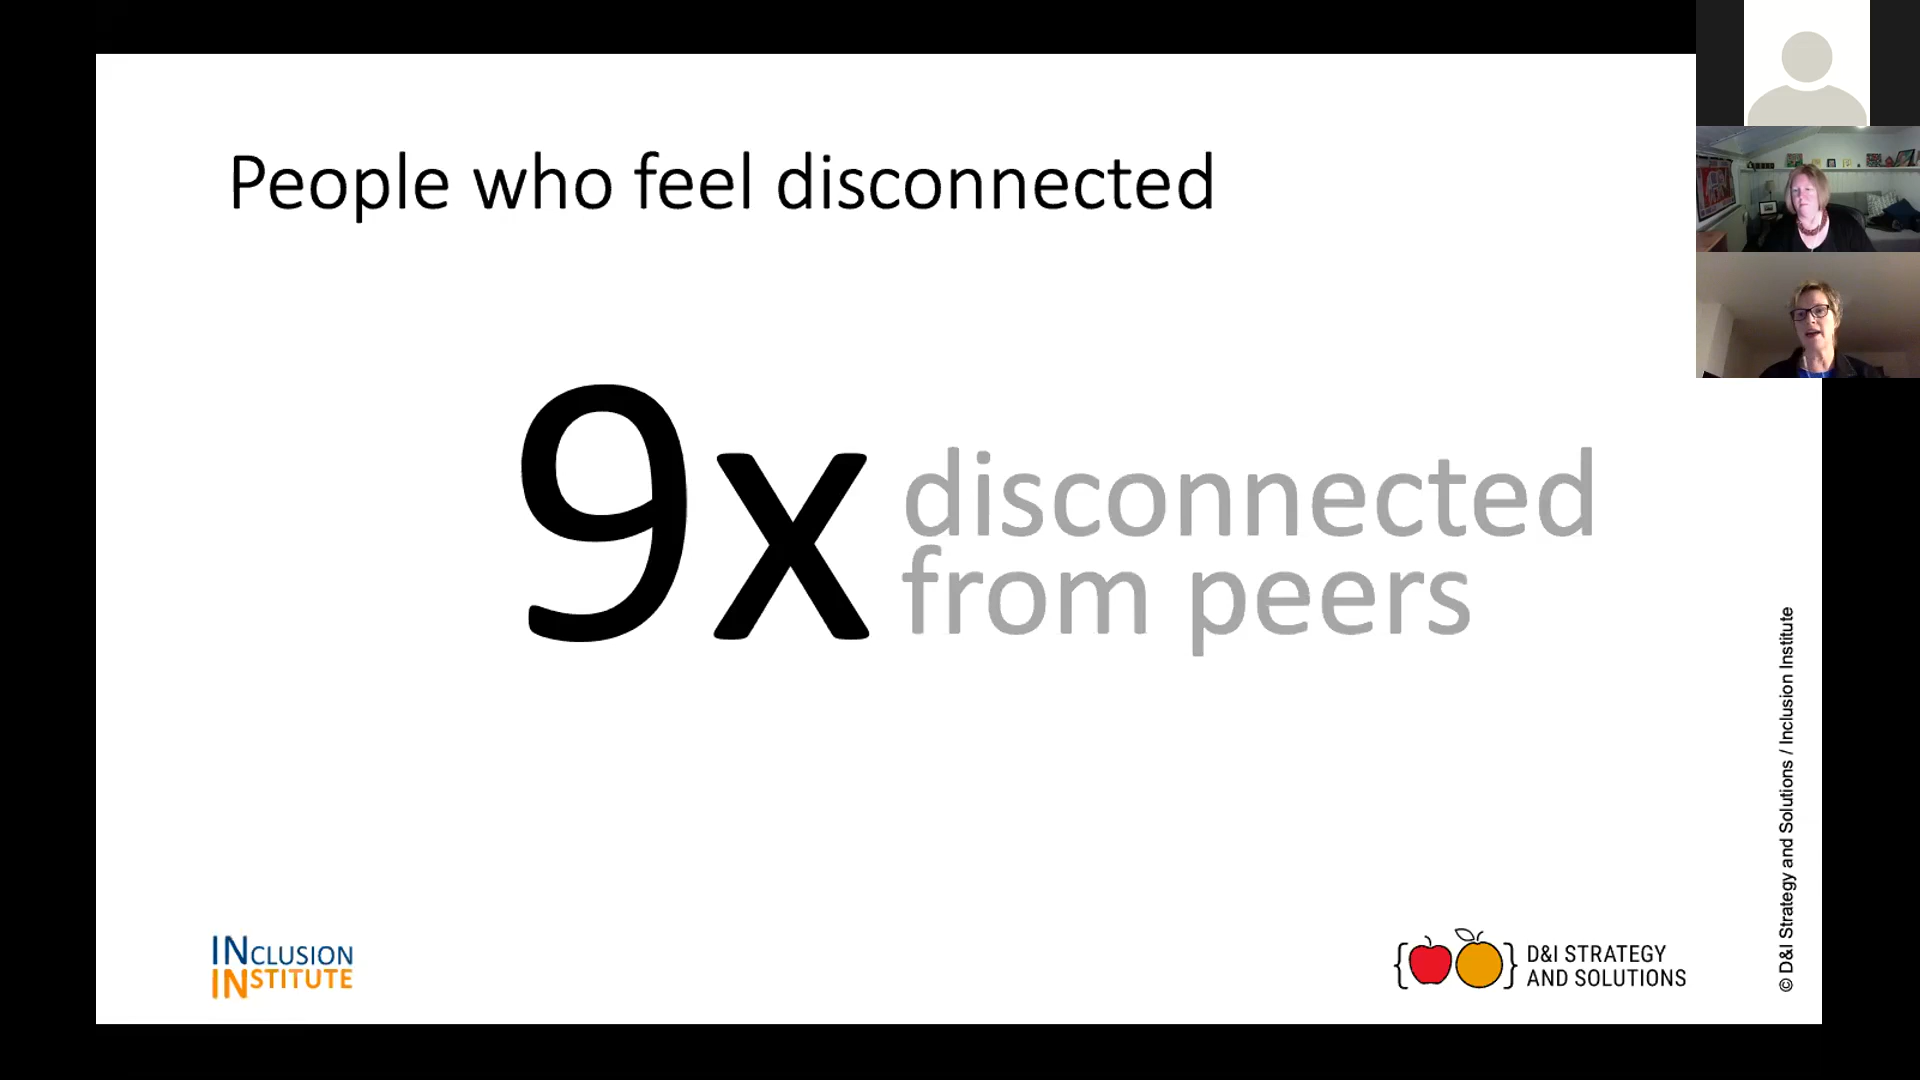 People who feel disconnected
9x
disconnected
from peers
INCLUSION
INSTITUTE
D&I STRATEGY
AND SOLUTIONS
© D&I Strategy and Solutions / Inclusion Institute